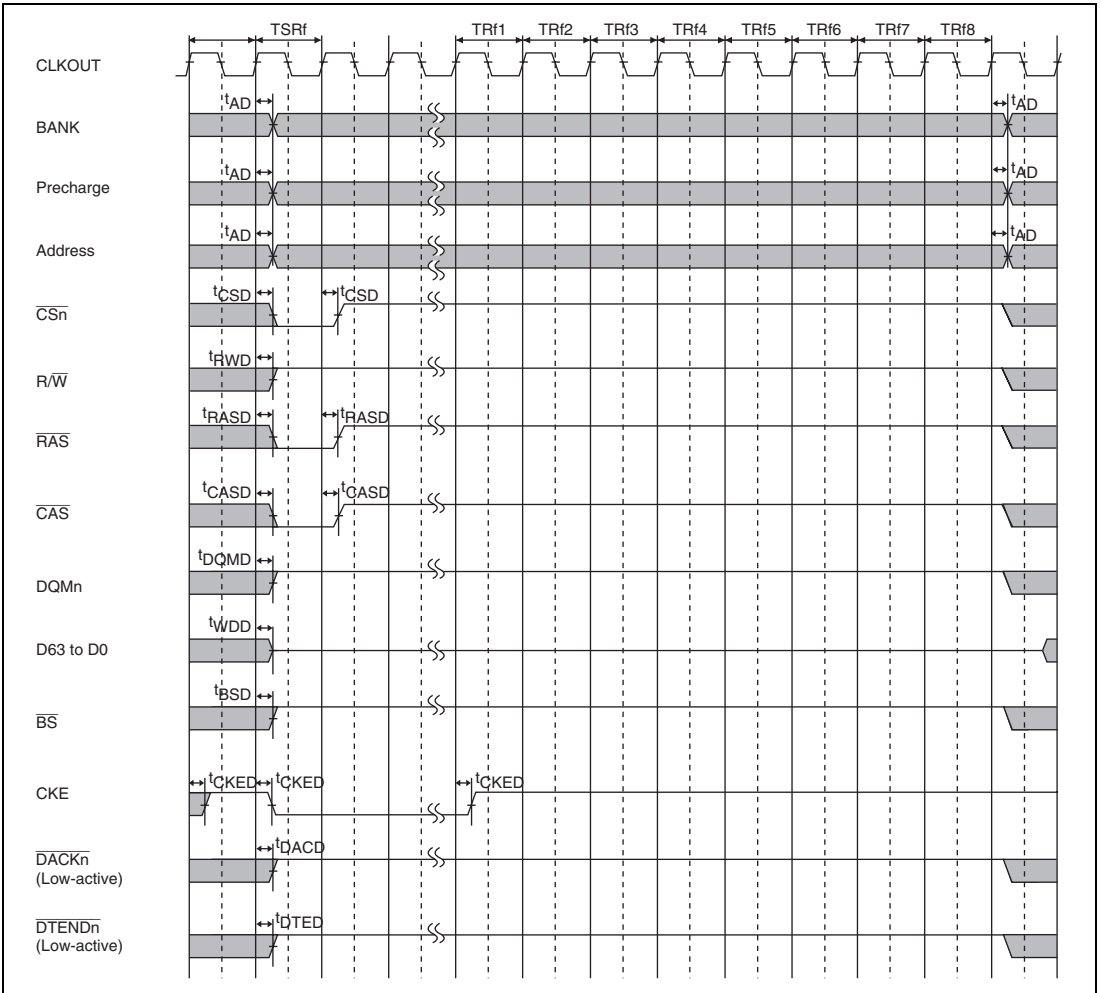 TSRf TRf1 TRf2 TRf3 TRf4 TRf5 TRf6 TRf7 TRf8
CLKOUT
tAD tAD
BANK
tAD tAD
Precharge
tAD tAD
Address
tCSD tCSD
CSn
tRWD
R/W
tRASD tRASD
RAS
tCASD tCASD
CAS
tDQMD
DQMn
tWDD
D63 to D0
tBSD
BS
tCKED tCKED tCKED
CKE
tDACD
DACKn
(Low-active)
tDTED
DTENDn
(Low-active)